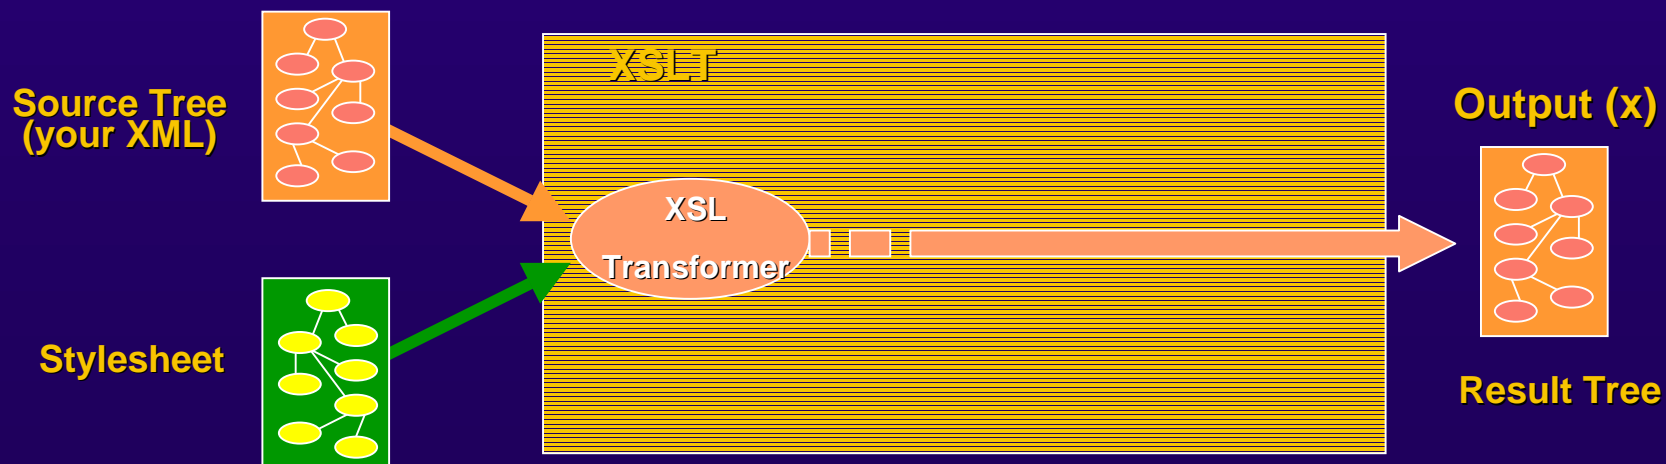 Source Tree
(your XML)
Stylesheet
XSLT
XSL
Transformer
Output (x)
Result Tree